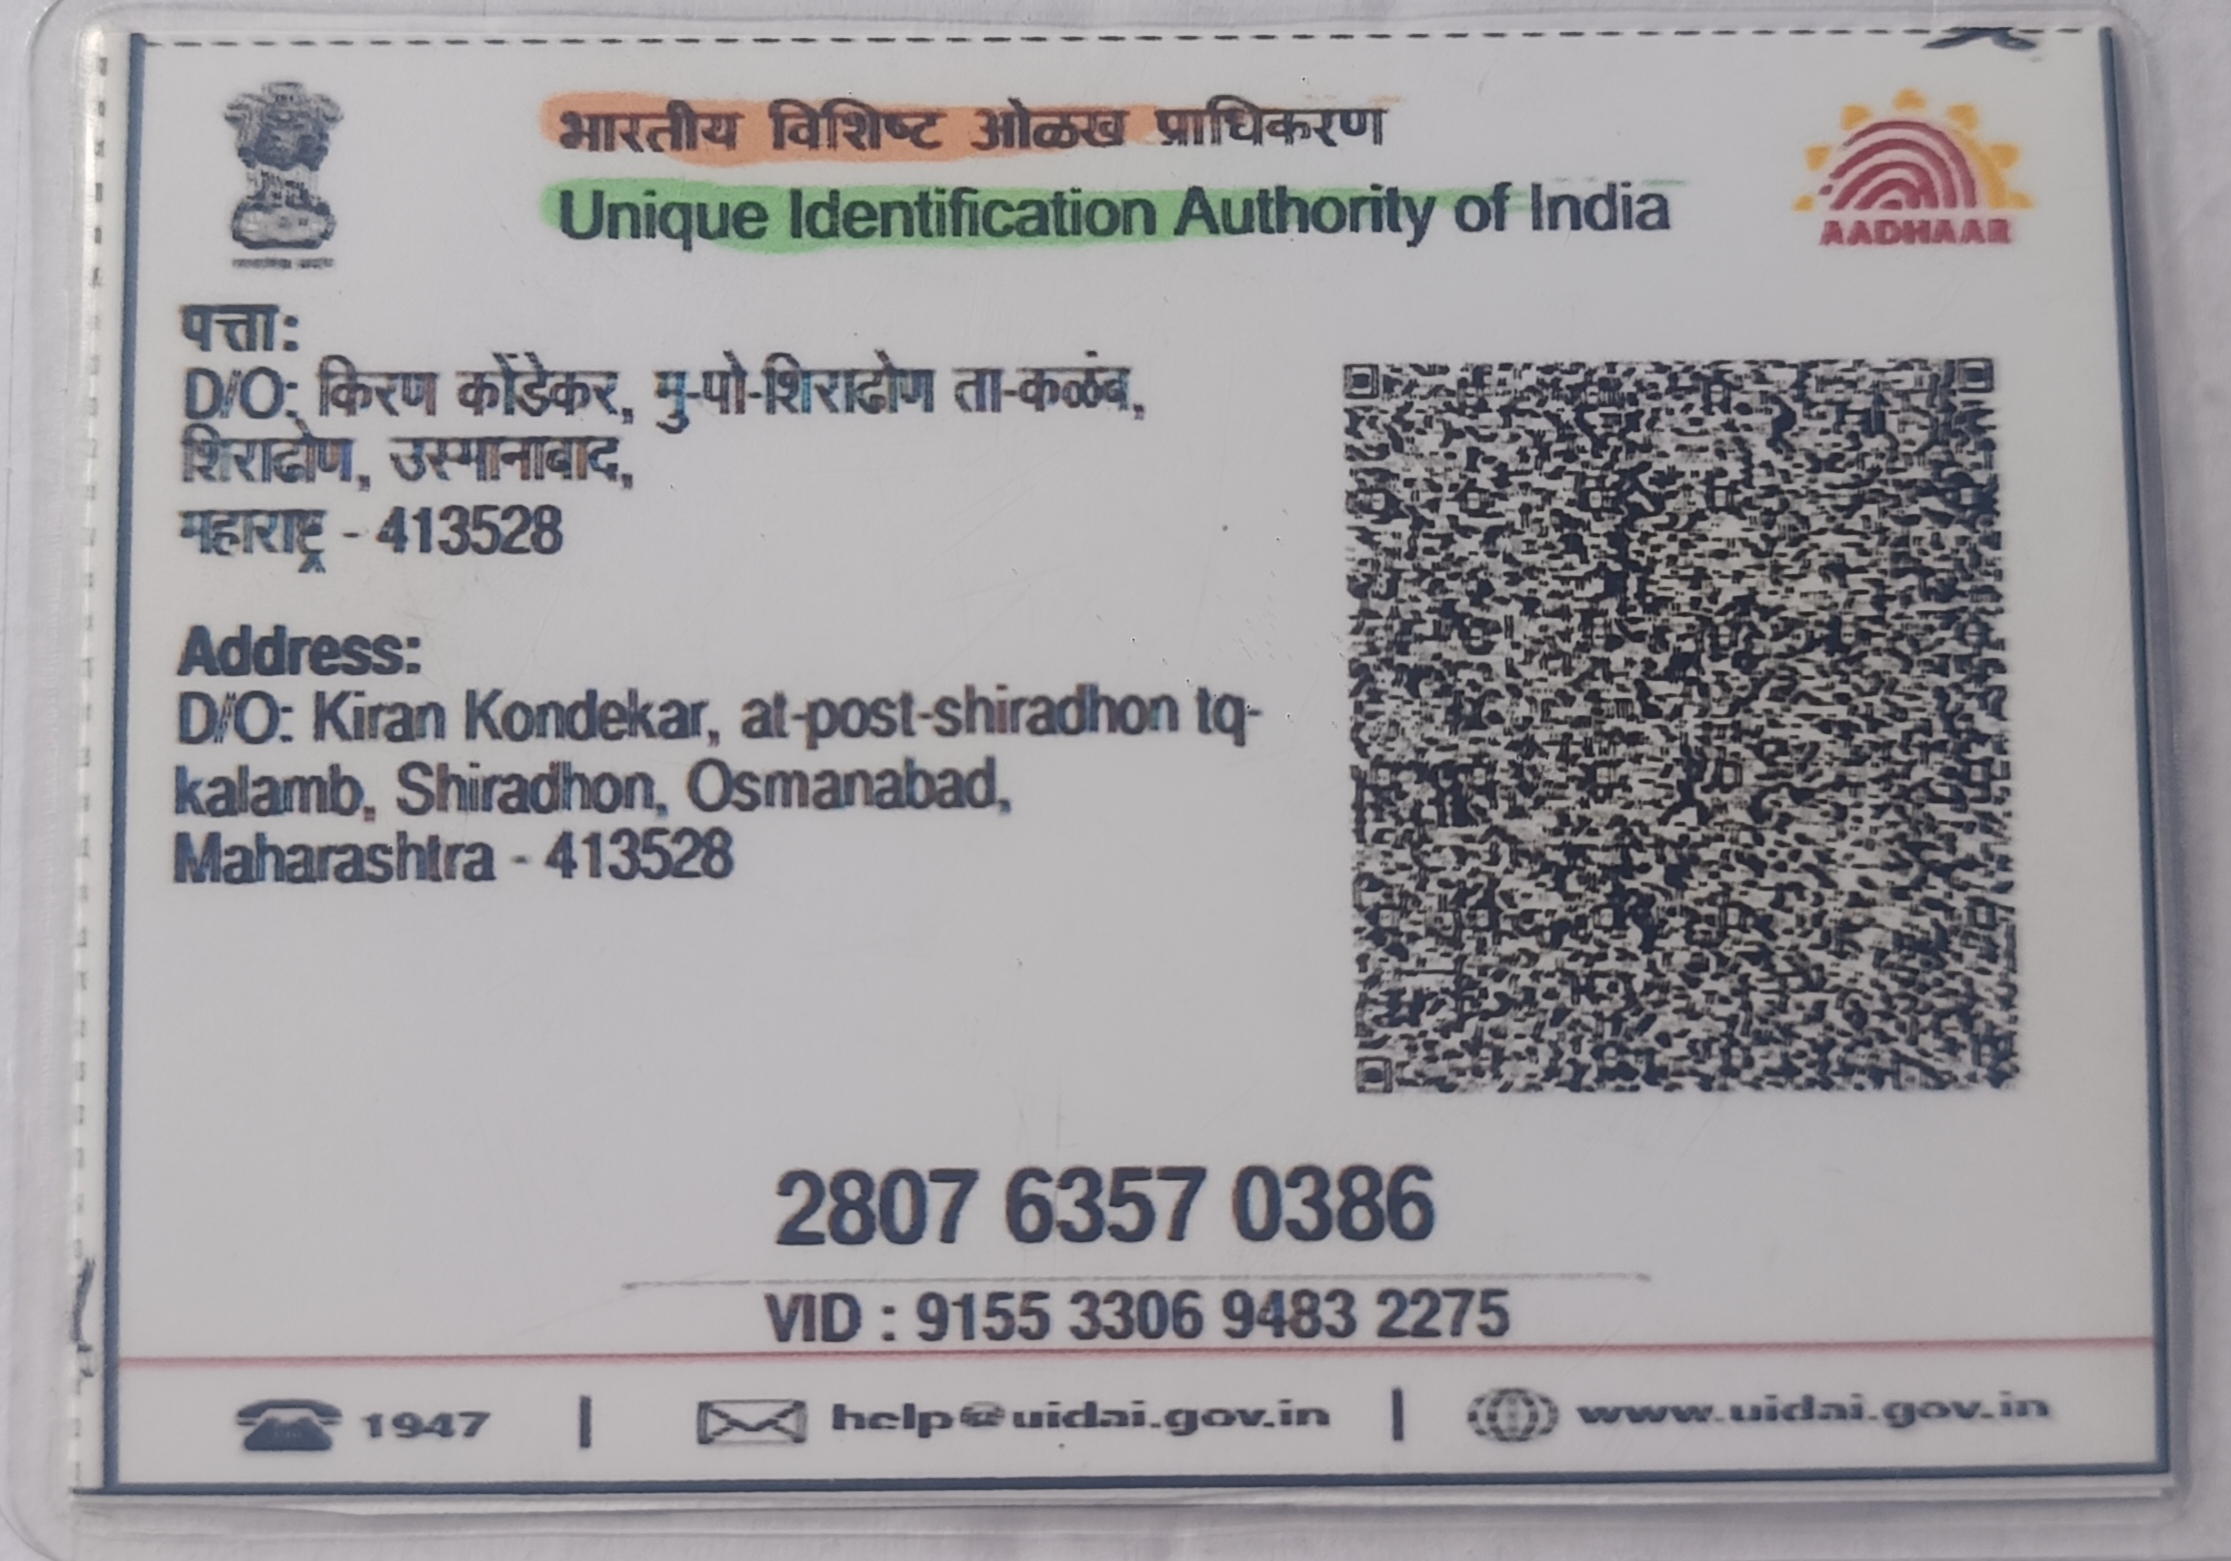 भारतीय विशिष्ट ओळख प्राधिकरण
Unique Identification Authority of India
AADHAAR
पत्ता:
D/O: किरण कोंडेकर, मु-पो-शिराढोण ता-कळंब,
शिराढोण, उस्मानाबाद,
महाराष्ट्र - 413528
Address:
D/O: Kiran Kondekar, at-post-shiradhon tq-
kalamb, Shiradhon, Osmanabad,
Maharashtra - 413528
2807 6357 0386
VID : 9155 3306 9483 2275
1947 | help@uidai.gov.in | www.uidai.gov.in